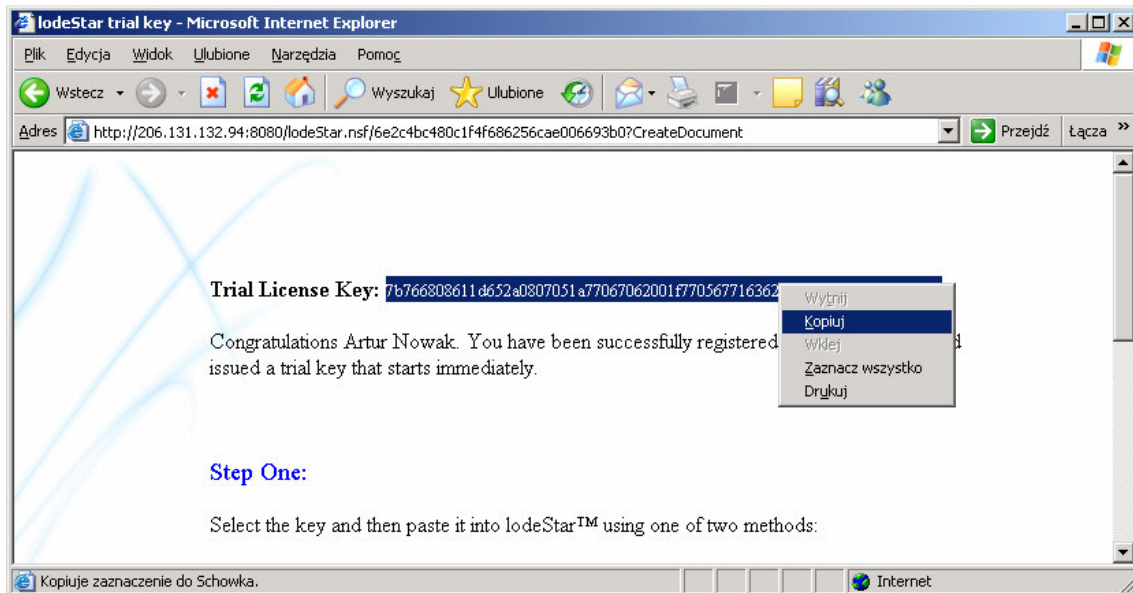 lodeStar trial key - Microsoft Internet Explorer
Plik Edycja Widok Ulubione Narzędzia Pomoc
Wstecz Wyszukaj Ulubione
Adres http://206.131.132.94:8080/lodeStar.nsf/6e2c4bc480c1f4f686256cae006693b0?CreateDocument Przejdź Łącza »
Trial License Key: 7b766808611d652a0807051a77067062001f770567716362
Wytnij
Kopiuj
Wklej
Zaznacz wszystko
Drukuj
Congratulations Artur Nowak. You have been successfully registered
issued a trial key that starts immediately.
Step One:
Select the key and then paste it into lodeStar™ using one of two methods:
Kopiuje zaznaczenie do Schowka. Internet